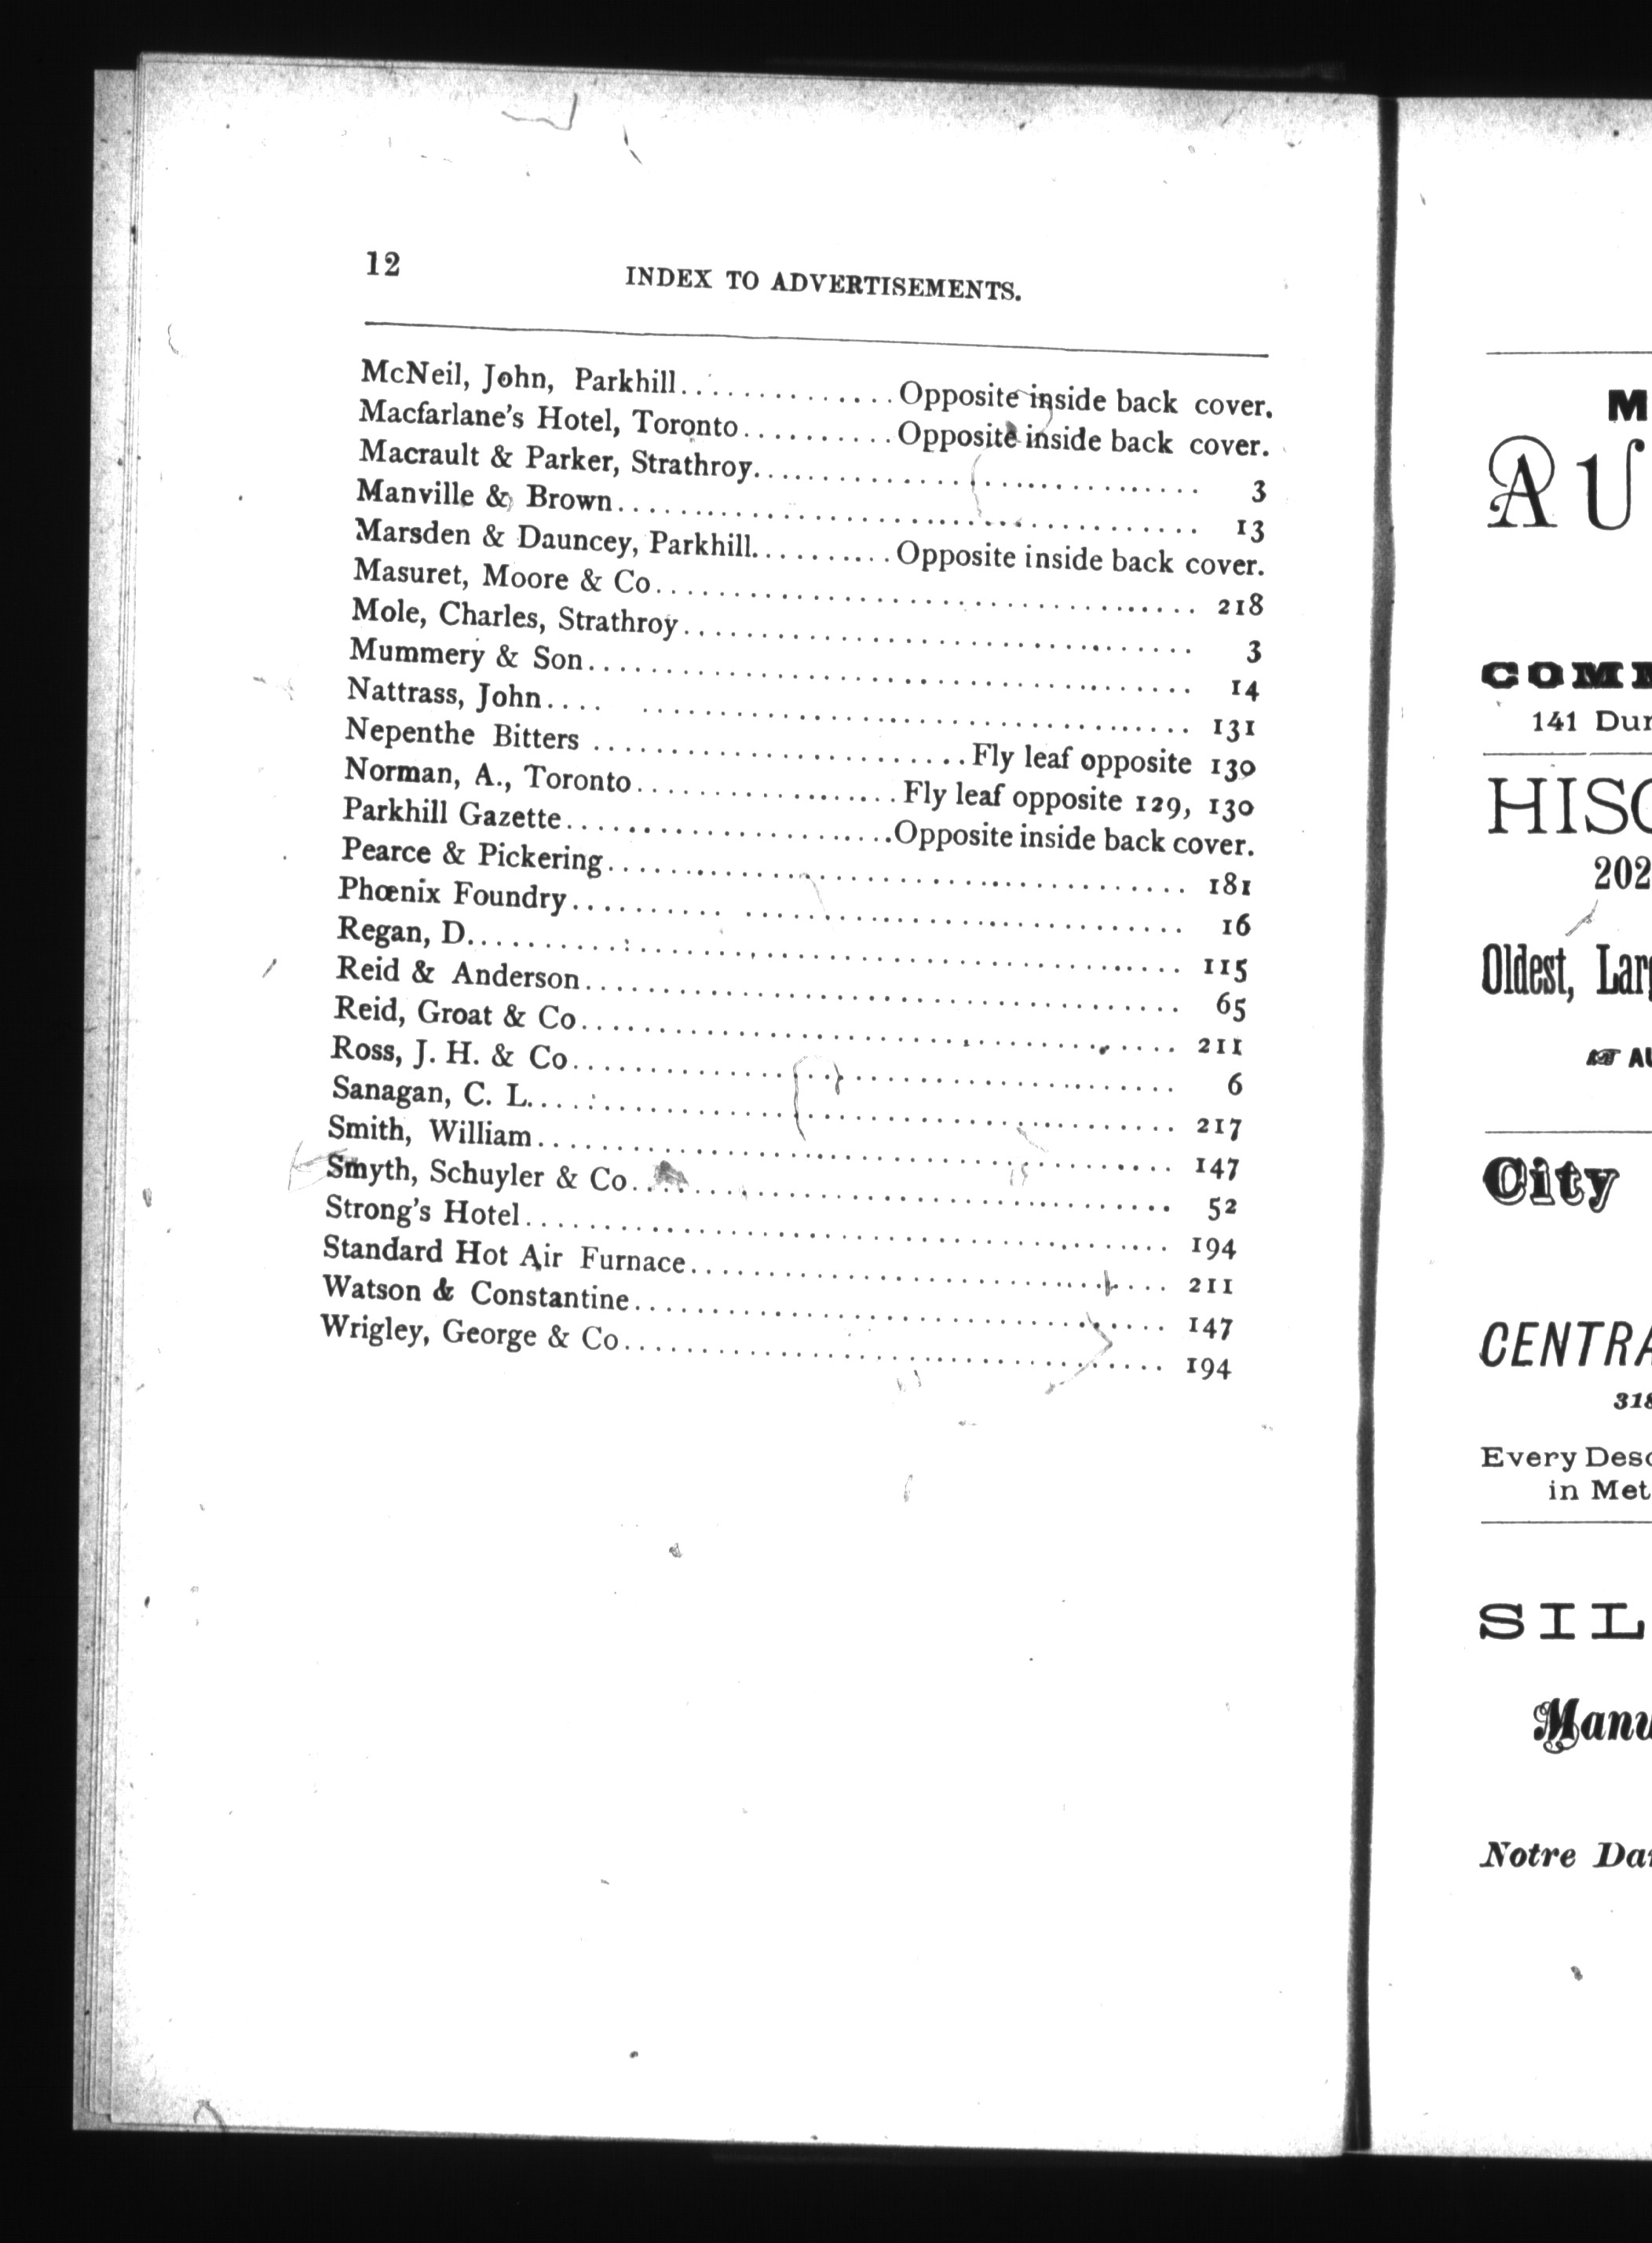 12 INDEX TO ADVERTISEMENTS.
McNeil, John, Parkhill...............Opposite inside back cover.
Macfarlane's Hotel, Toronto..........Opposite inside back cover.
Macrault & Parker, Strathroy.............................. 3
Manville & Brown....................................... 13
Marsden & Dauncey, Parkhill..........Opposite inside back cover.
Masuret, Moore & Co.................................... 218
Mole, Charles, Strathroy.................................. 3
Mummery & Son........................................ 14
Nattrass, John.... .................................... 131
Nepenthe Bitters ........................Fly leaf opposite 130
Norman, A., Toronto.................Fly leaf opposite 129, 130
Parkhill Gazette......................Opposite inside back cover.
Pearce & Pickering...................................... 181
Phœnix Foundry.......... .............................. 16
Regan, D.............................................. 115
Reid & Anderson........................................ 65
Reid, Groat & Co....................................... 211
Ross, J. H. & Co........................................ 6
Sanagan, C. L.......................................... 217
Smith, William......................................... 147
Smyth, Schuyler & Co................................... 52
Strong's Hotel.......................................... 194
Standard Hot Air Furnace................................ 211
Watson & Constantine................................... 147
Wrigley, George & Co................................... 194
M
AU
COMM
141 Dun
HISC
202
Oldest, Larg
☞ AU
City
CENTRA
318
Every Desc
in Met
SIL
Manu
Notre Da